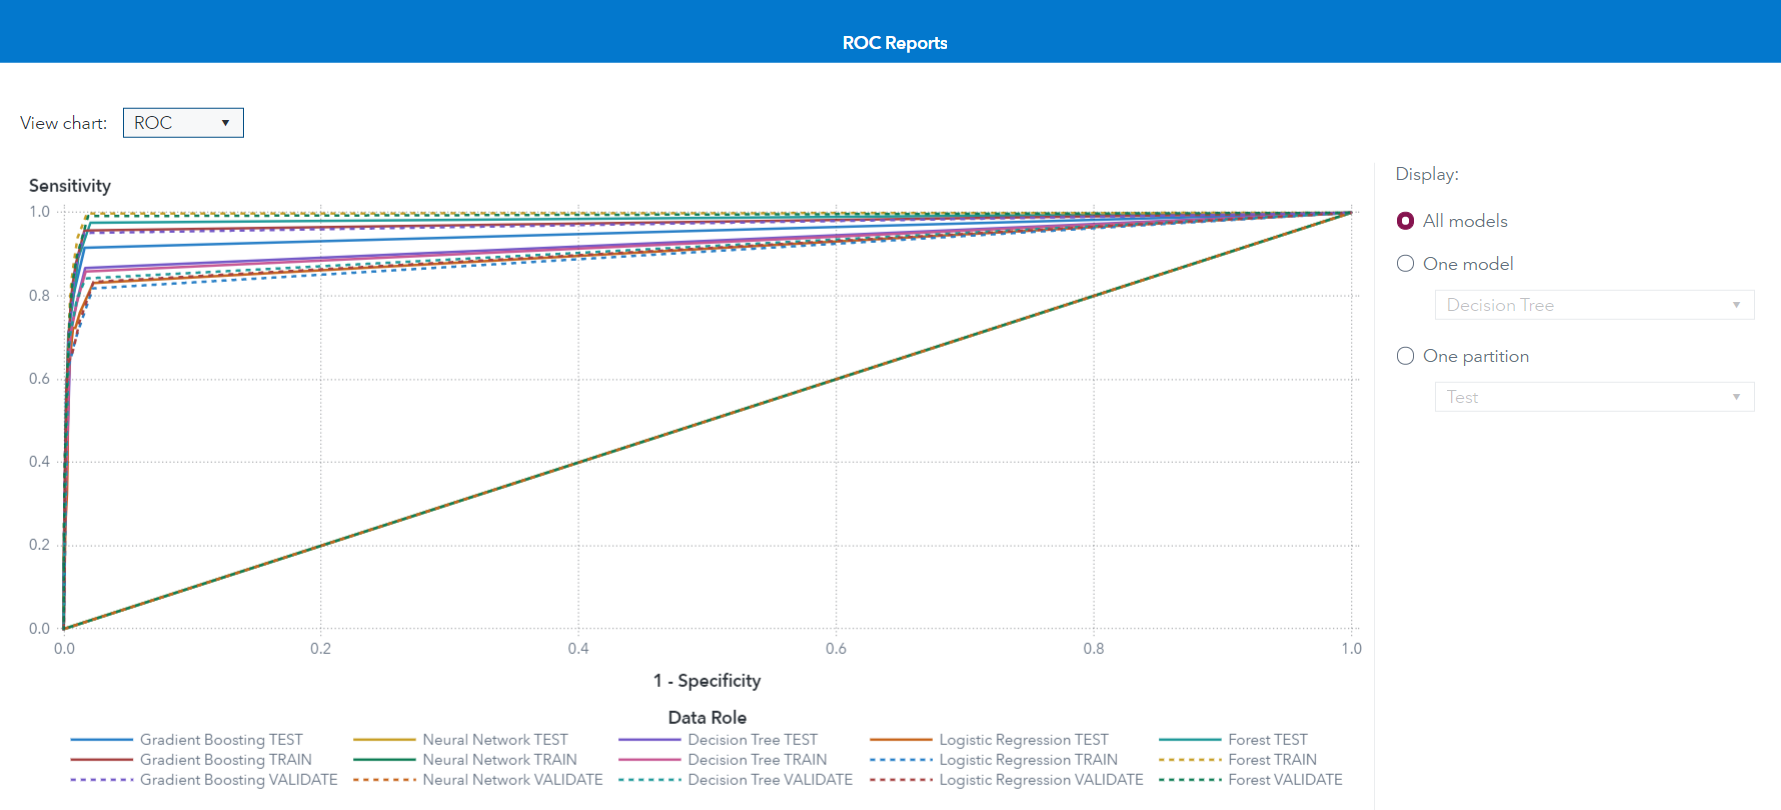 ROC Reports
View chart: ROC
Sensitivity
1.0
0.8
0.6
0.4
0.2
0.0
0.0 0.2 0.4 0.6 0.8 1.0
1 - Specificity
Data Role
Gradient Boosting TEST Neural Network TEST Decision Tree TEST Logistic Regression TEST Forest TEST
Gradient Boosting TRAIN Neural Network TRAIN Decision Tree TRAIN Logistic Regression TRAIN Forest TRAIN
Gradient Boosting VALIDATE Neural Network VALIDATE Decision Tree VALIDATE Logistic Regression VALIDATE Forest VALIDATE
Display:
All models
One model
Decision Tree
One partition
Test